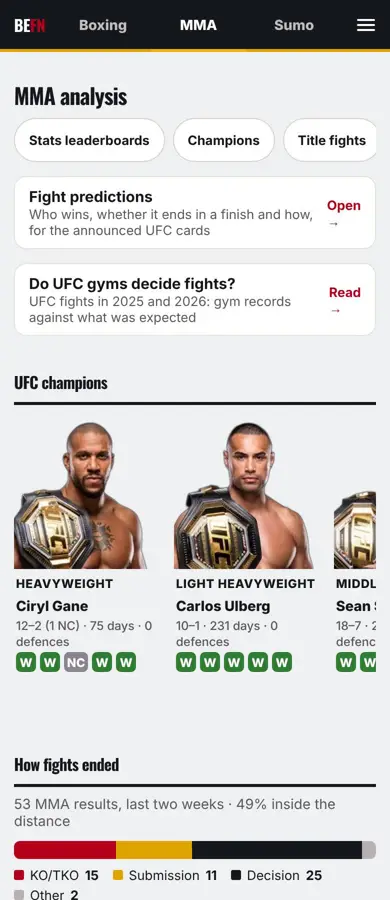 BEFN Boxing MMA Sumo
MMA analysis
Stats leaderboards Champions Title fights
Fight predictions
Who wins, whether it ends in a finish and how,
for the announced UFC cards
Open
→
Do UFC gyms decide fights?
UFC fights in 2025 and 2026: gym records
against what was expected
Read
→
UFC champions
HEAVYWEIGHT
Ciryl Gane
12–2 (1 NC) · 75 days · 0
defences
W W NC W W
LIGHT HEAVYWEIGHT
Carlos Ulberg
10–1 · 231 days · 0
defences
W W W W W
MIDDL
Sean S
18–7 · 2
defenc
W W
How fights ended
53 MMA results, last two weeks · 49% inside the
distance
KO/TKO 15 Submission 11 Decision 25
Other 2